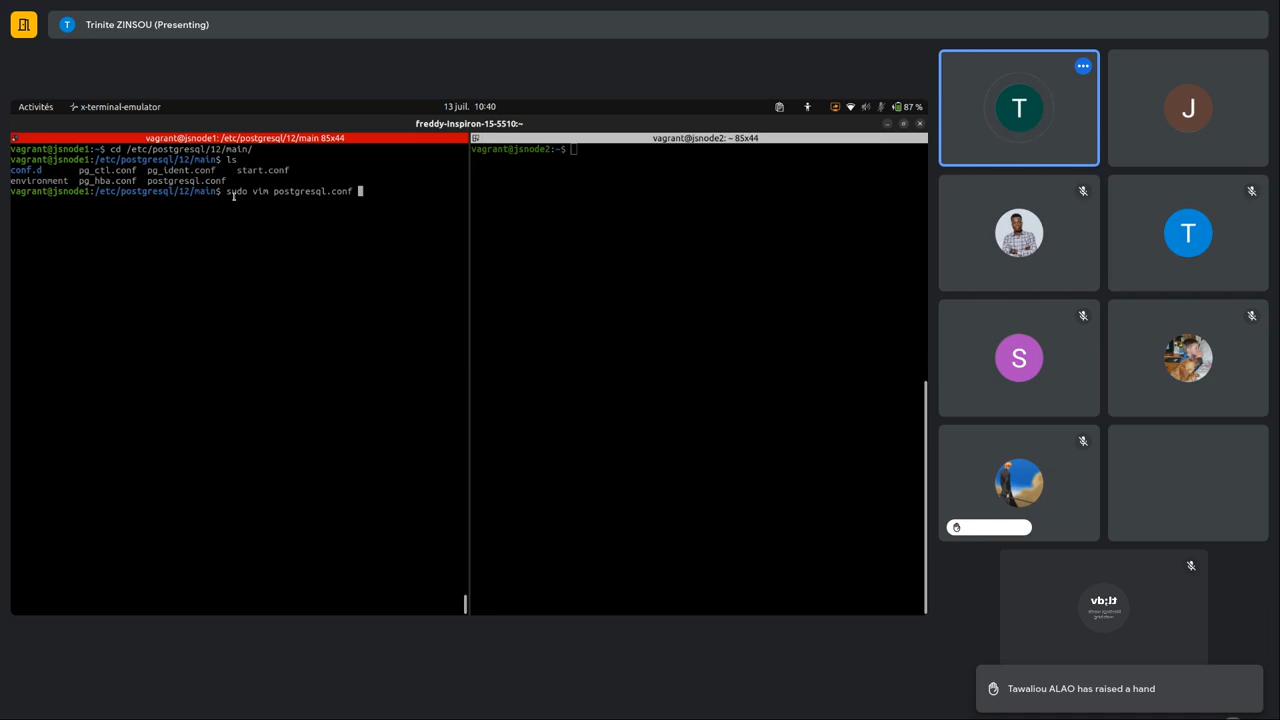 T Trinite ZINSOU (Presenting)
Activités x-terminal-emulator 13 juil. 10:40 87 %
freddy-Inspiron-15-5510:~
vagrant@jsnode1: /etc/postgresql/12/main 85x44
vagrant@jsnode1:~$ cd /etc/postgresql/12/main/
vagrant@jsnode1:/etc/postgresql/12/main$ ls
conf.d pg_ctl.conf pg_ident.conf start.conf
environment pg_hba.conf postgresql.conf
vagrant@jsnode1:/etc/postgresql/12/main$ sudo vim postgresql.conf
vagrant@jsnode2: ~ 85x44
vagrant@jsnode2:~$
T
J
T
S
Tawaliou ALAO has raised a hand